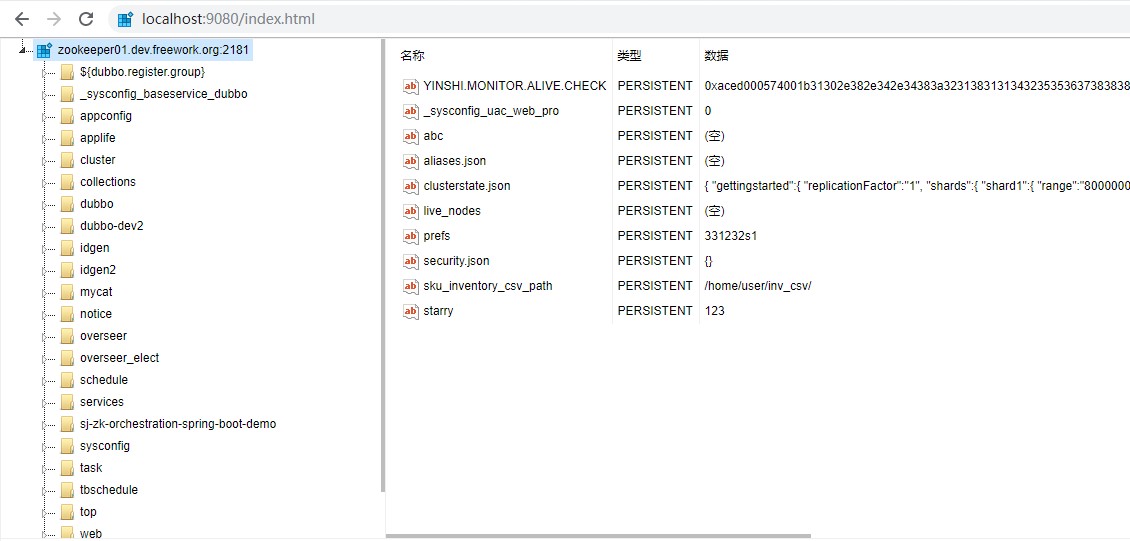 localhost:9080/index.html
zookeeper01.dev.freework.org:2181
${dubbo.register.group}
_sysconfig_baseservice_dubbo
appconfig
applife
cluster
collections
dubbo
dubbo-dev2
idgen
idgen2
mycat
notice
overseer
overseer_elect
schedule
services
sj-zk-orchestration-spring-boot-demo
sysconfig
task
tbschedule
top
web
名称 类型 数据
YINSHI.MONITOR.ALIVE.CHECK PERSISTENT 0xaced000574001b31302e382e342e34383a3231383131343235353637383838
_sysconfig_uac_web_pro PERSISTENT 0
abc PERSISTENT (空)
aliases.json PERSISTENT (空)
clusterstate.json PERSISTENT { "gettingstarted":{ "replicationFactor":"1", "shards":{ "shard1":{ "range":"8000000
live_nodes PERSISTENT (空)
prefs PERSISTENT 331232s1
security.json PERSISTENT {}
sku_inventory_csv_path PERSISTENT /home/user/inv_csv/
starry PERSISTENT 123